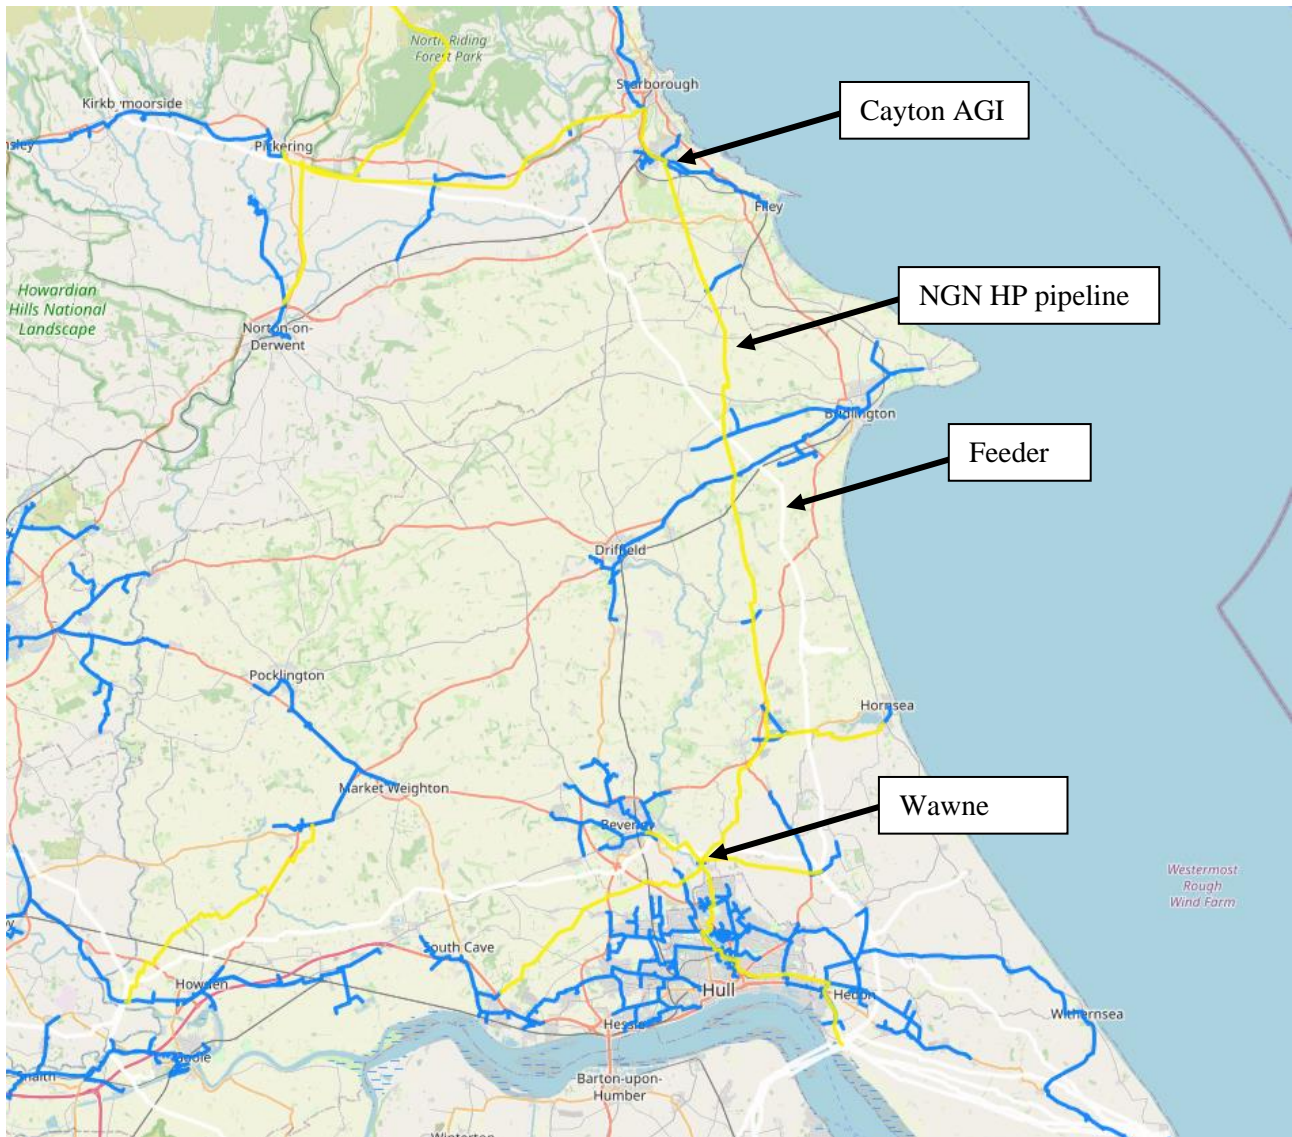 North Riding
Forest Park
Scarborough
Cayton AGI
Kirkbymoorside
Pickering
Filey
Howardian
Hills National
Landscape
NGN HP pipeline
Norton-on-
Derwent
Bridlington
Feeder
Driffield
Pocklington
Hornsea
Market Weighton
Wawne
Beverley
Westermost
Rough
Wind Farm
South Cave
Howden
Hull
Hedon
Withernsea
Hessle
Goole
Snaith
Barton-upon-
Humber
Winterton